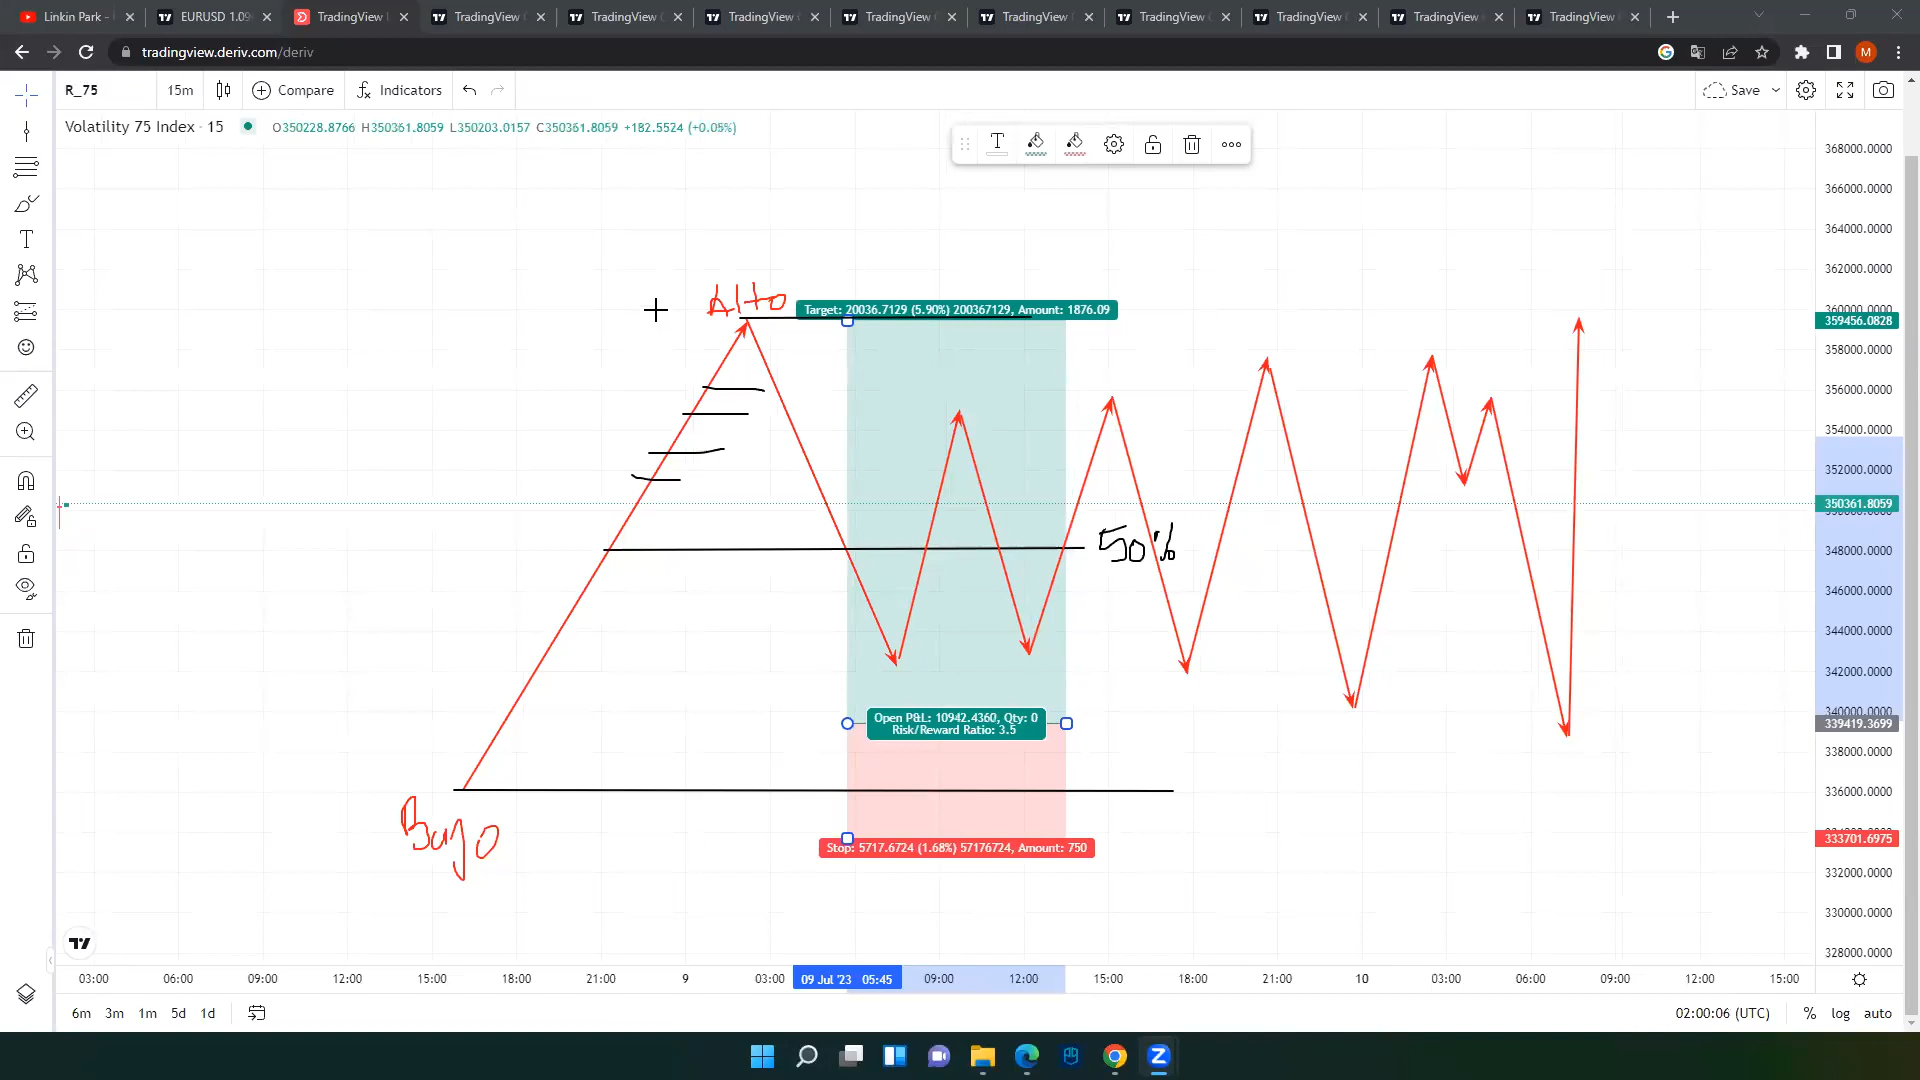 Linkin Park -
EURUSD 1.09
TradingView
TradingView
TradingView
TradingView
TradingView
TradingView
TradingView
TradingView
TradingView
TradingView
tradingview.deriv.com/deriv
M
R_75
15m
Compare
Indicators
Save
Volatility 75 Index · 15
O350228.8766 H350361.8059 L350203.0157 C350361.8059 +182.5524 (+0.05%)
368000.0000
366000.0000
364000.0000
362000.0000
360000.0000
359456.0828
358000.0000
356000.0000
354000.0000
352000.0000
350361.8059
350000.0000
348000.0000
346000.0000
344000.0000
342000.0000
340000.0000
339419.3699
338000.0000
336000.0000
333701.6975
332000.0000
330000.0000
328000.0000
Alto
Target: 20036.7129 (5.90%) 200367129, Amount: 1876.09
50%
Open P&L: 10942.4360, Qty: 0
Risk/Reward Ratio: 3.5
Bajo
Stop: 5717.6724 (1.68%) 57176724, Amount: 750
03:00 06:00 09:00 12:00 15:00 18:00 21:00 9 03:00 09 Jul '23 05:45 09:00 12:00 15:00 18:00 21:00 10 03:00 06:00 09:00 12:00 15:00
6m 3m 1m 5d 1d
02:00:06 (UTC) % log auto